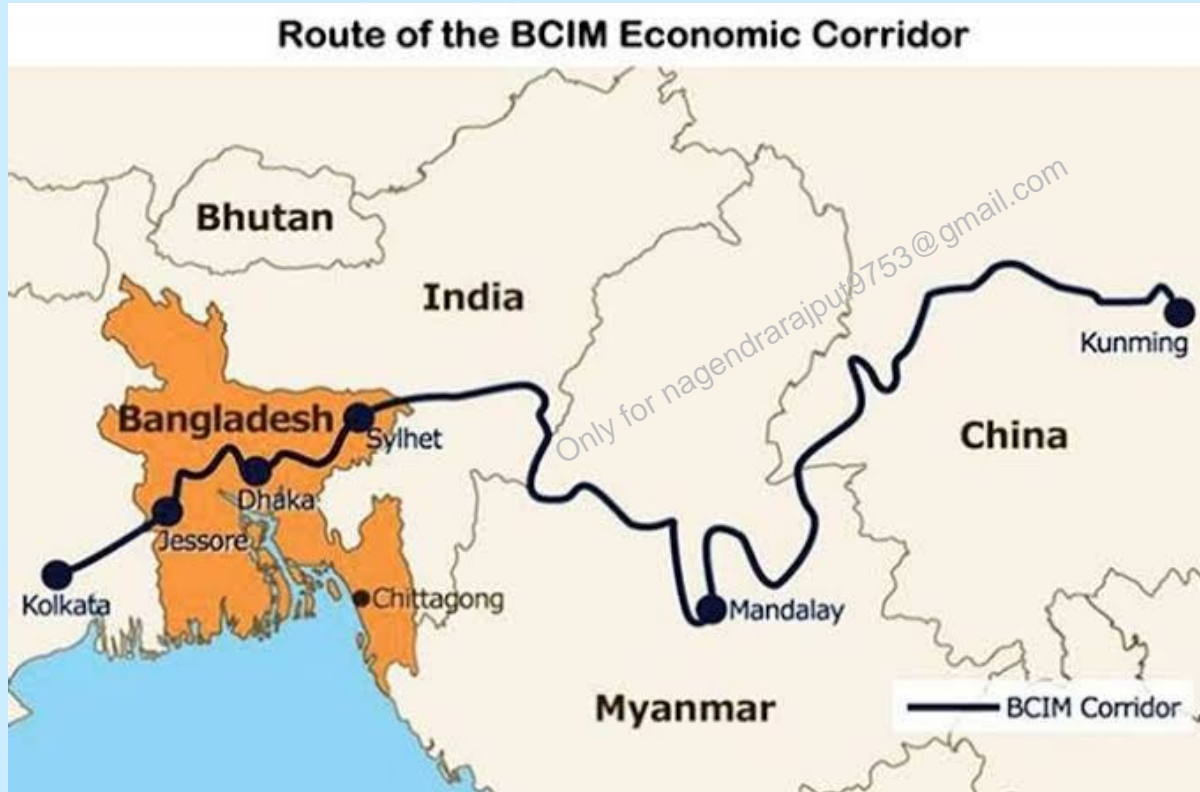 Route of the BCIM Economic Corridor
Bhutan
India
Only for nagendrarajput9753@gmail.com
Kunming
Bangladesh
Sylhet
China
Dhaka
Jessore
Kolkata
Chittagong
Mandalay
Myanmar
BCIM Corridor